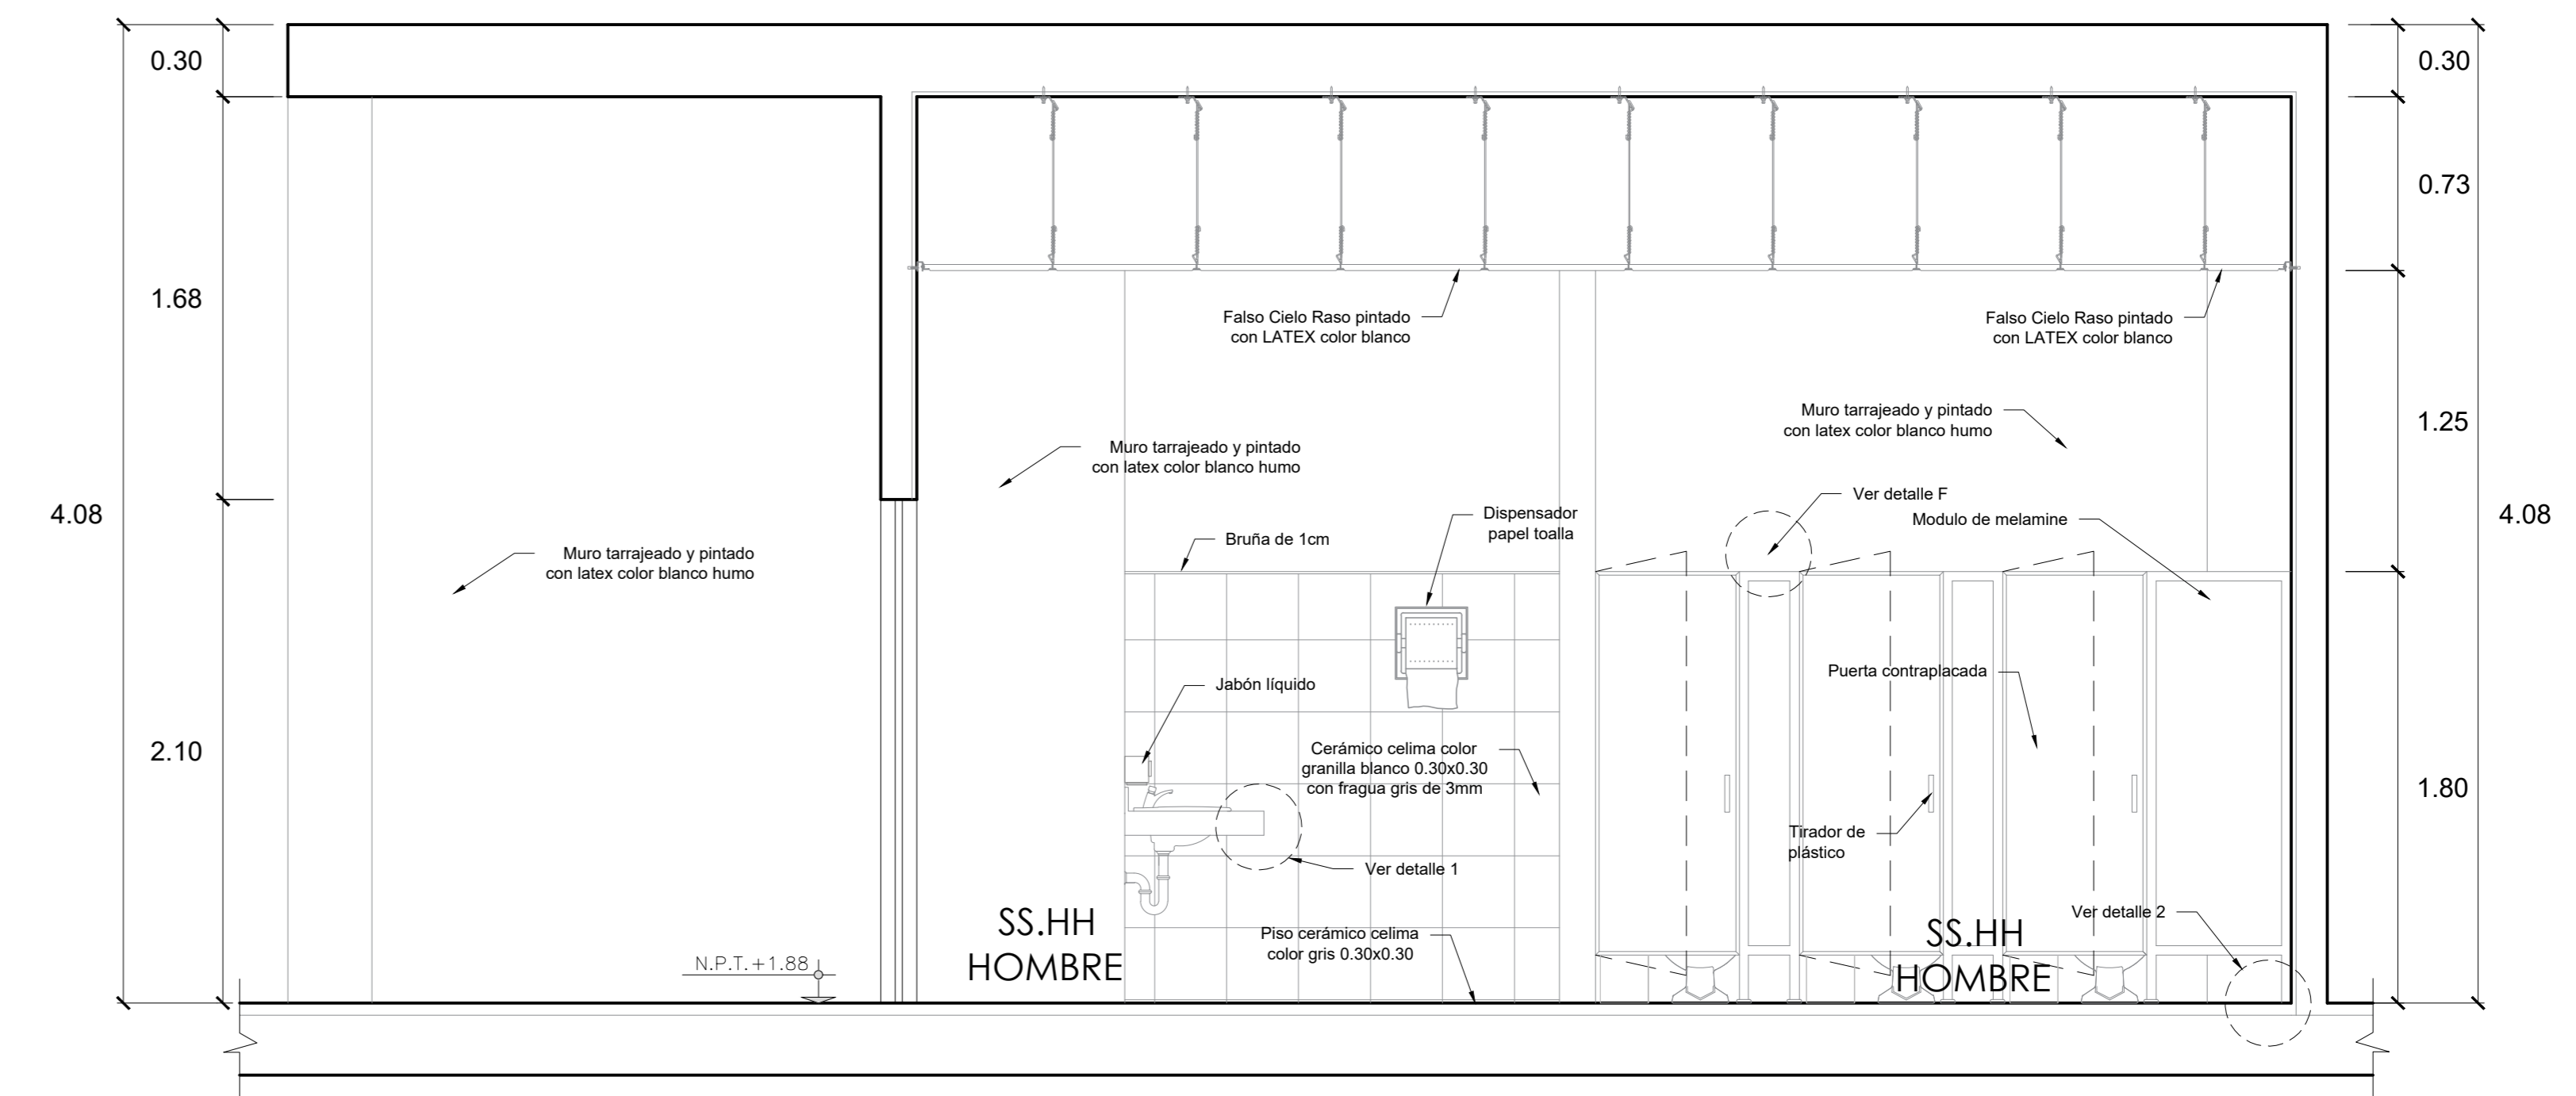 0.30
0.30
0.73
1.68
Falso Cielo Raso pintado
con LATEX color blanco
Falso Cielo Raso pintado
con LATEX color blanco
Muro tarrajeado y pintado
con latex color blanco humo
1.25
Muro tarrajeado y pintado
con latex color blanco humo
Ver detalle F
4.08
Dispensador
papel toalla
Modulo de melamine
4.08
Bruña de 1cm
Muro tarrajeado y pintado
con latex color blanco humo
Puerta contraplacada
Jabón líquido
2.10
Cerámico celima color
granilla blanco 0.30x0.30
con fragua gris de 3mm
1.80
Tirador de
plástico
Ver detalle 1
Ver detalle 2
SS.HH
HOMBRE
Piso cerámico celima
color gris 0.30x0.30
SS.HH
HOMBRE
N.P.T.+1.88